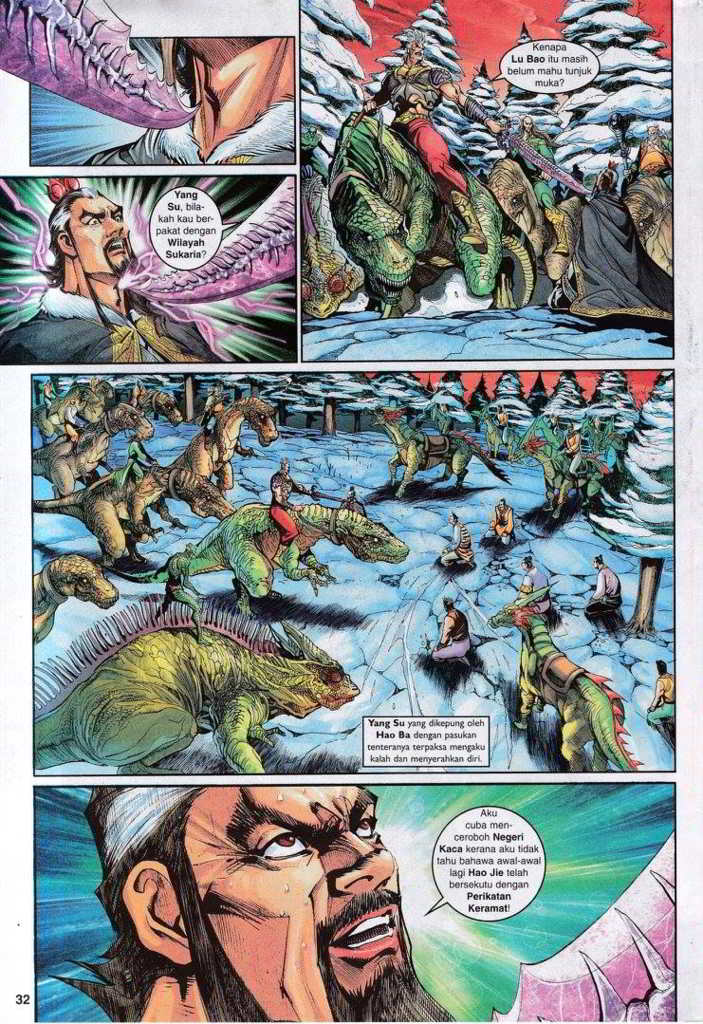 Kenapa
Lu Bao itu masih
belum mahu tunjuk
muka?
Yang
Su, bila-
kah kau ber-
pakat dengan
Wilayah
Sukaria?
Yang Su yang dikepung oleh
Hao Ba dengan pasukan
tenteranya terpaksa mengaku
kalah dan menyerahkan diri.
Aku
cuba men-
ceroboh Negeri
Kaca kerana aku tidak
tahu bahawa awal-awal
lagi Hao Jie telah
bersekutu dengan
Perikatan
Keramat!
32